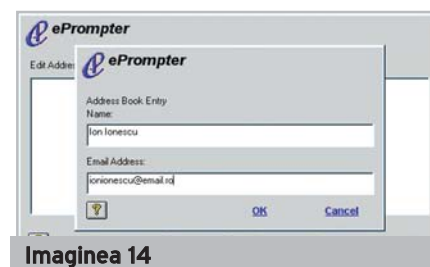 ePrompter
Edit Addre
ePrompter
Address Book Entry
Name:
Ion Ionescu
Email Address:
ionionescu@email.ro
?
OK Cancel
Imaginea 14